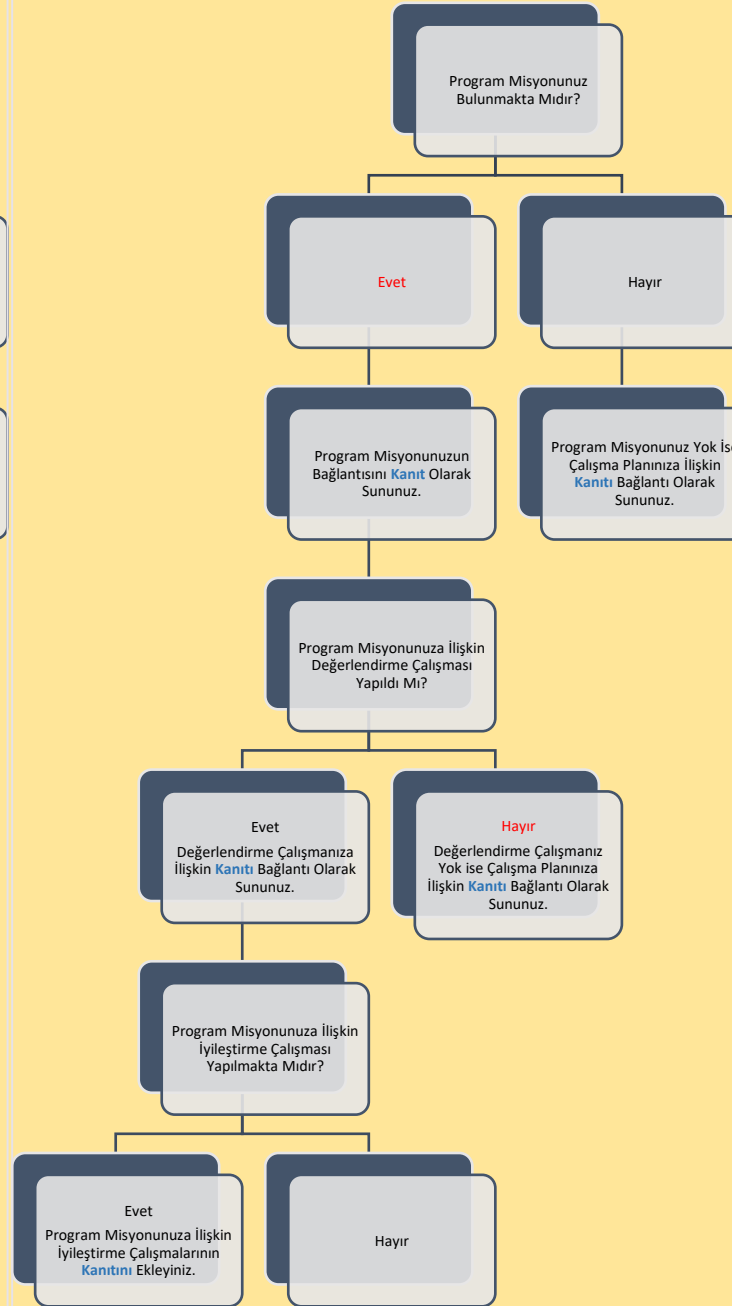 Program Misyonunuz
Bulunmakta Mıdır?
Evet
Hayır
Program Misyonunuzun
Bağlantısını Kanıt Olarak
Sununuz.
Program Misyonunuz Yok İse
Çalışma Planınıza İlişkin
Kanıtı Bağlantı Olarak
Sununuz.
Program Misyonunuza İlişkin
Değerlendirme Çalışması
Yapıldı Mı?
Evet
Değerlendirme Çalışmanıza
İlişkin Kanıtı Bağlantı Olarak
Sununuz.
Hayır
Değerlendirme Çalışmanız
Yok ise Çalışma Planınıza
İlişkin Kanıtı Bağlantı Olarak
Sununuz.
Program Misyonunuza İlişkin
İyileştirme Çalışması
Yapılmakta Mıdır?
Evet
Program Misyonunuza İlişkin
İyileştirme Çalışmalarının
Kanıtını Ekleyiniz.
Hayır